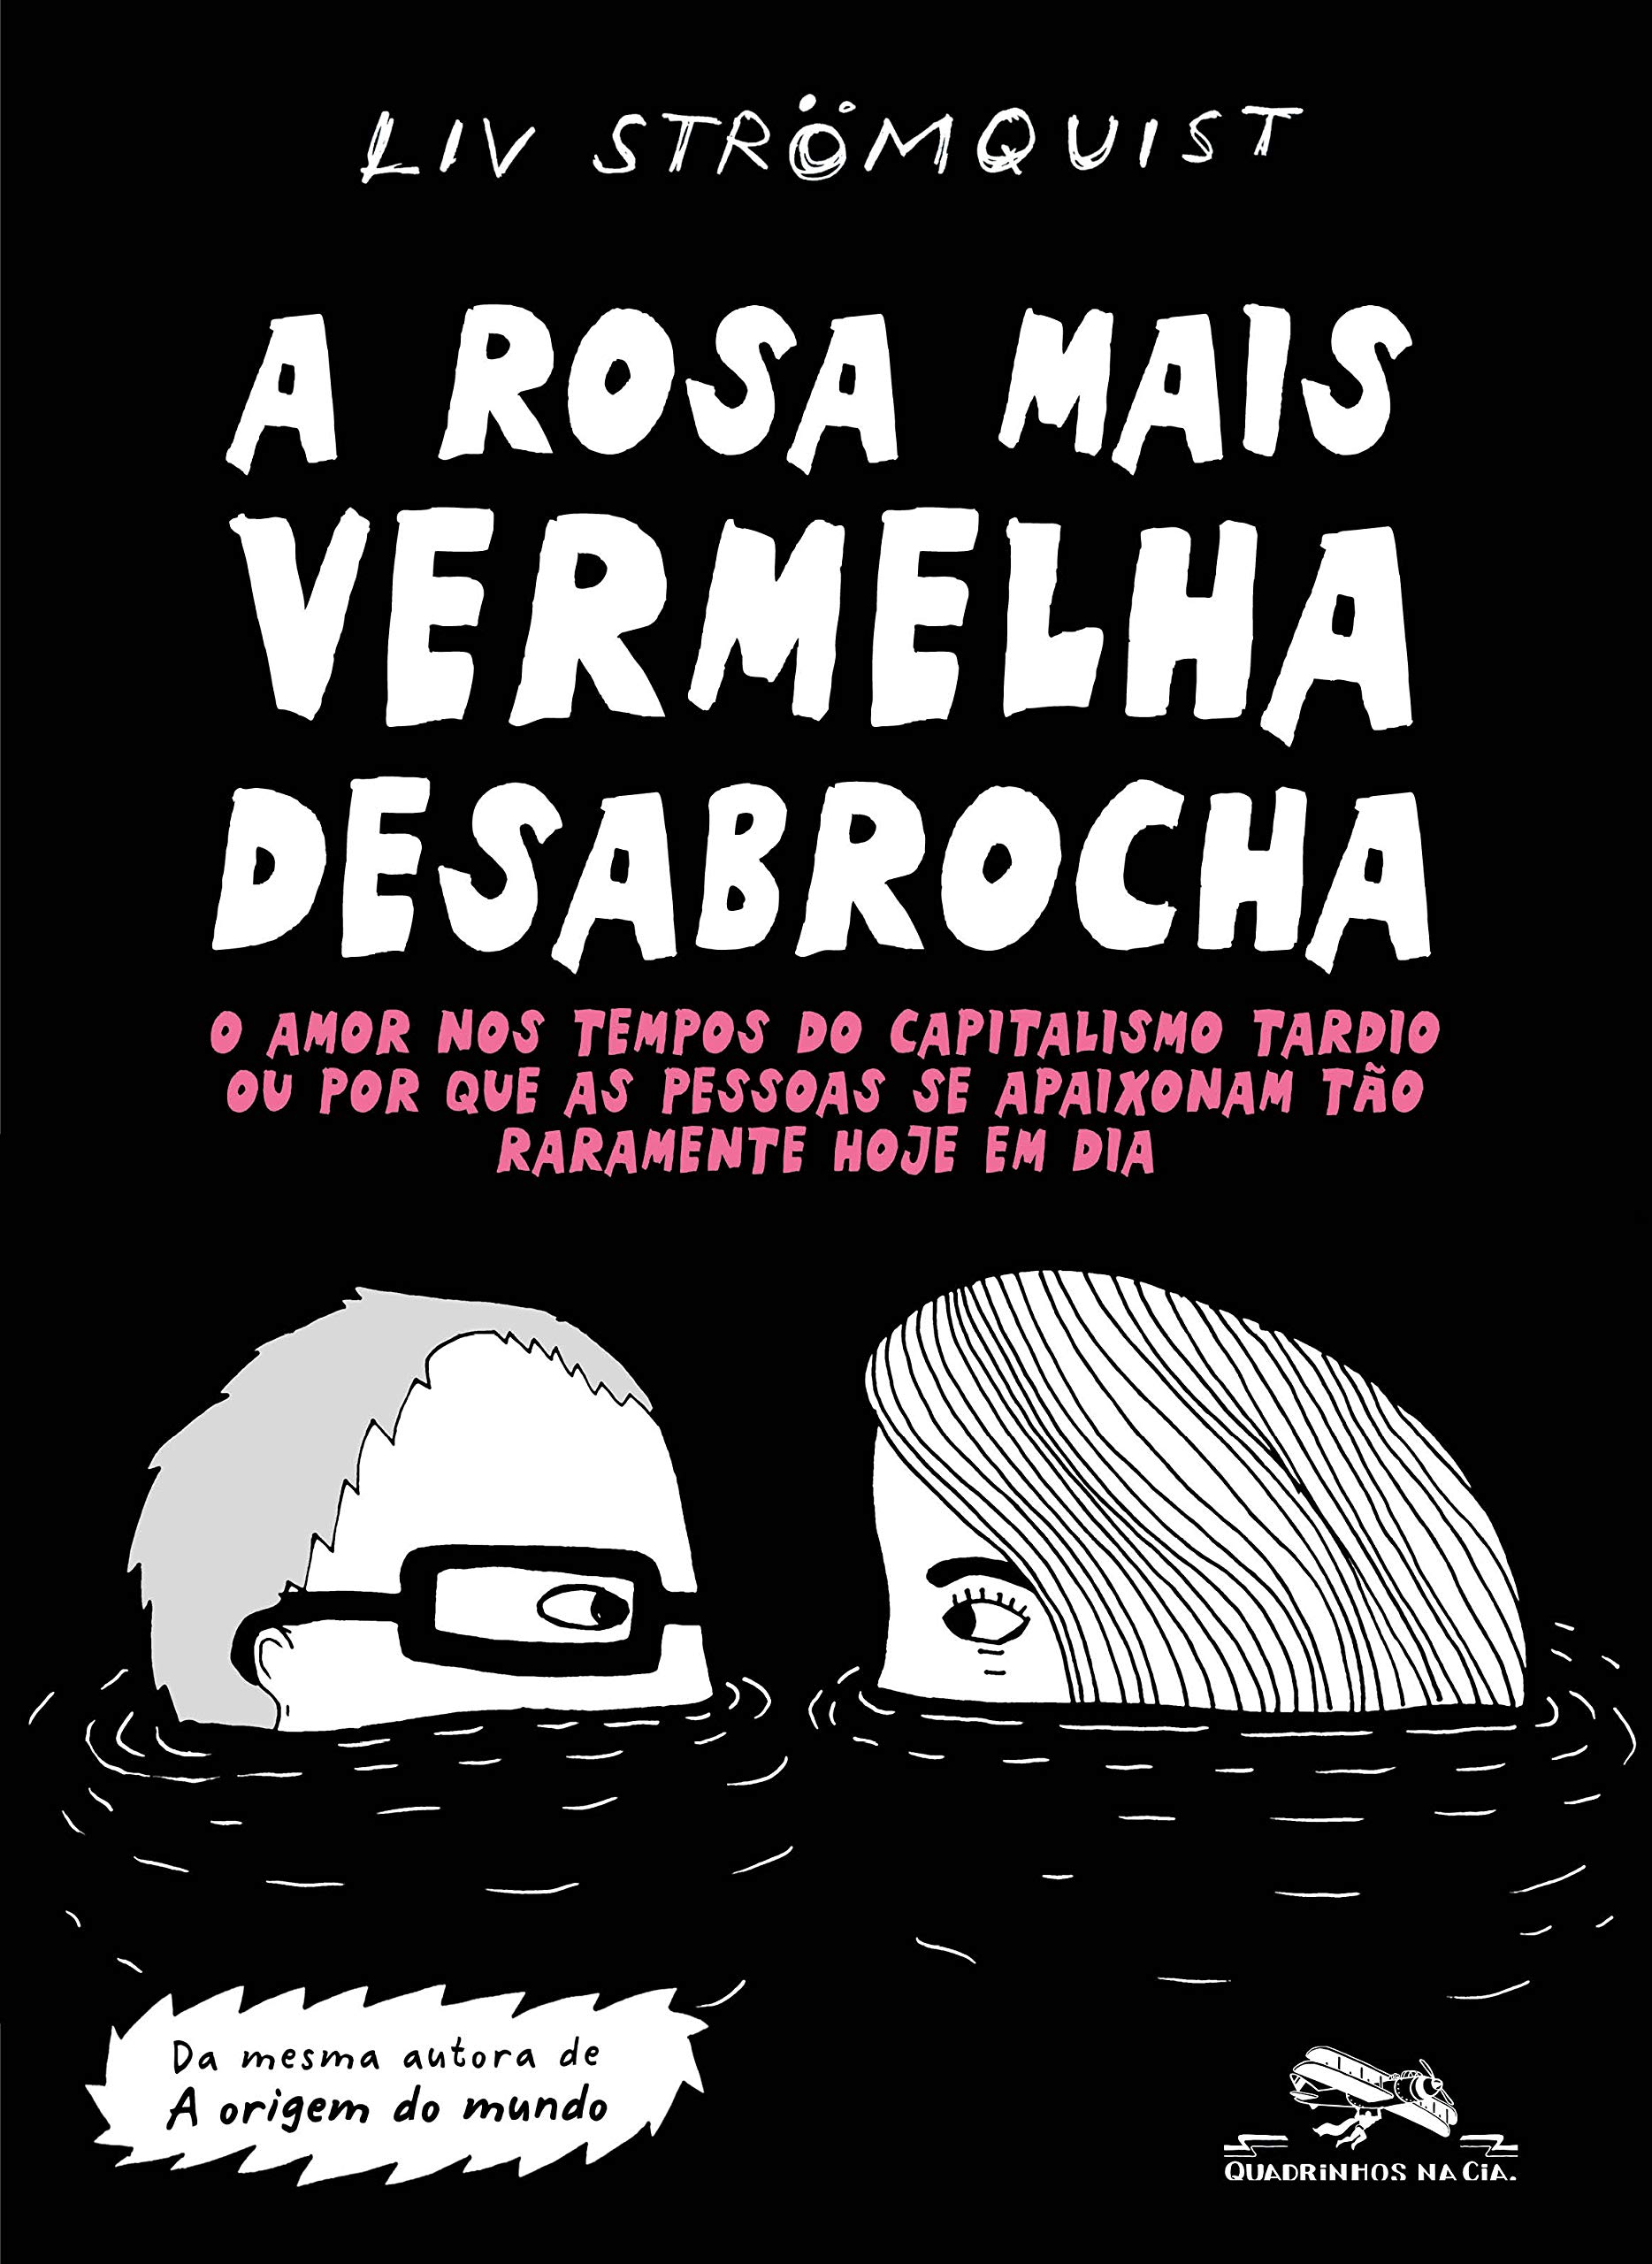 LIV STRÖMQUIST
A ROSA MAIS
VERMELHA
DESABROCHA
O AMOR NOS TEMPOS DO CAPITALISMO TARDIO
OU POR QUE AS PESSOAS SE APAIXONAM TÃO
RARAMENTE HOJE EM DIA
Da mesma autora de
A origem do mundo
QUADRINHOS NA CIA.